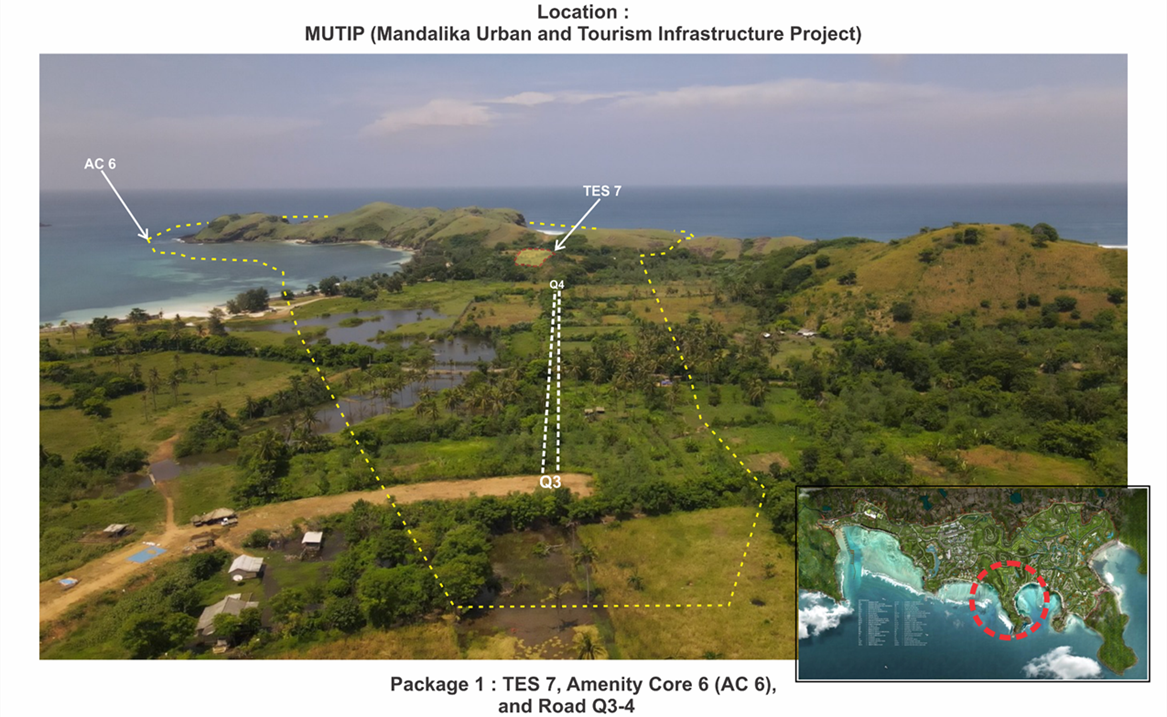 Location :
MUTIP (Mandalika Urban and Tourism Infrastructure Project)
AC 6
TES 7
Q4
Q3
Package 1 : TES 7, Amenity Core 6 (AC 6),
and Road Q3-4